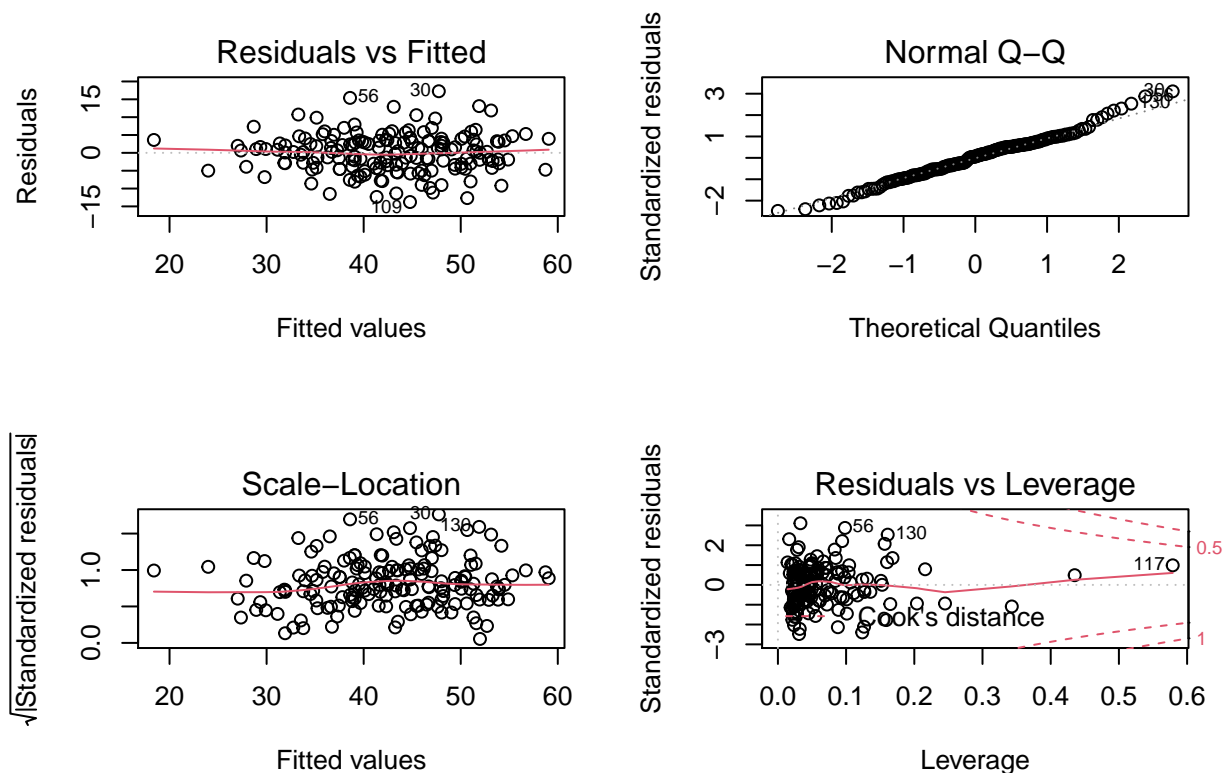 Residuals vs Fitted
Residuals
15
0
−15
56
30
109
20 30 40 50 60
Fitted values
Normal Q−Q
Standardized residuals
3
1
−2
30
56
130
−2 −1 0 1 2
Theoretical Quantiles
Scale−Location
√|Standardized residuals|
1.0
0.0
56
30
130
20 30 40 50 60
Fitted values
Residuals vs Leverage
Standardized residuals
2
0
−3
56
130
117
0.5
1
Cook's distance
0.0 0.1 0.2 0.3 0.4 0.5 0.6
Leverage